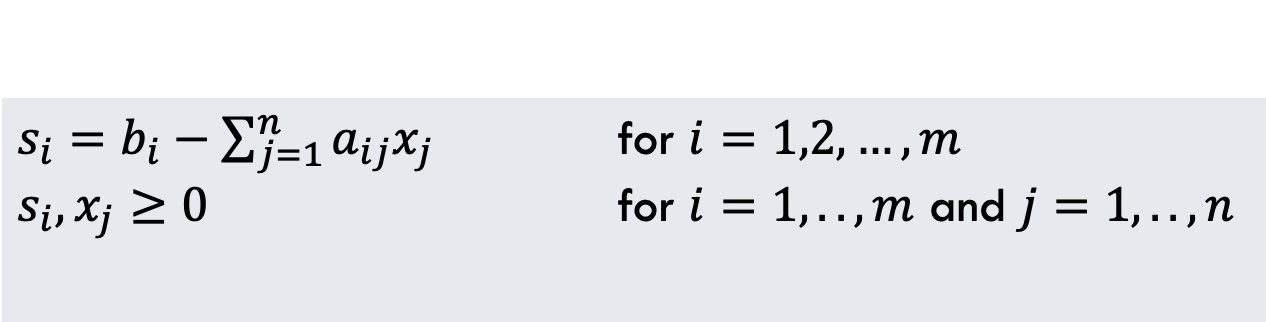 s_i = b_i − ∑_{j=1}^{n} a_{ij}x_j for i = 1,2, … , m
s_i, x_j ≥ 0 for i = 1, . . , m and j = 1, . . , n